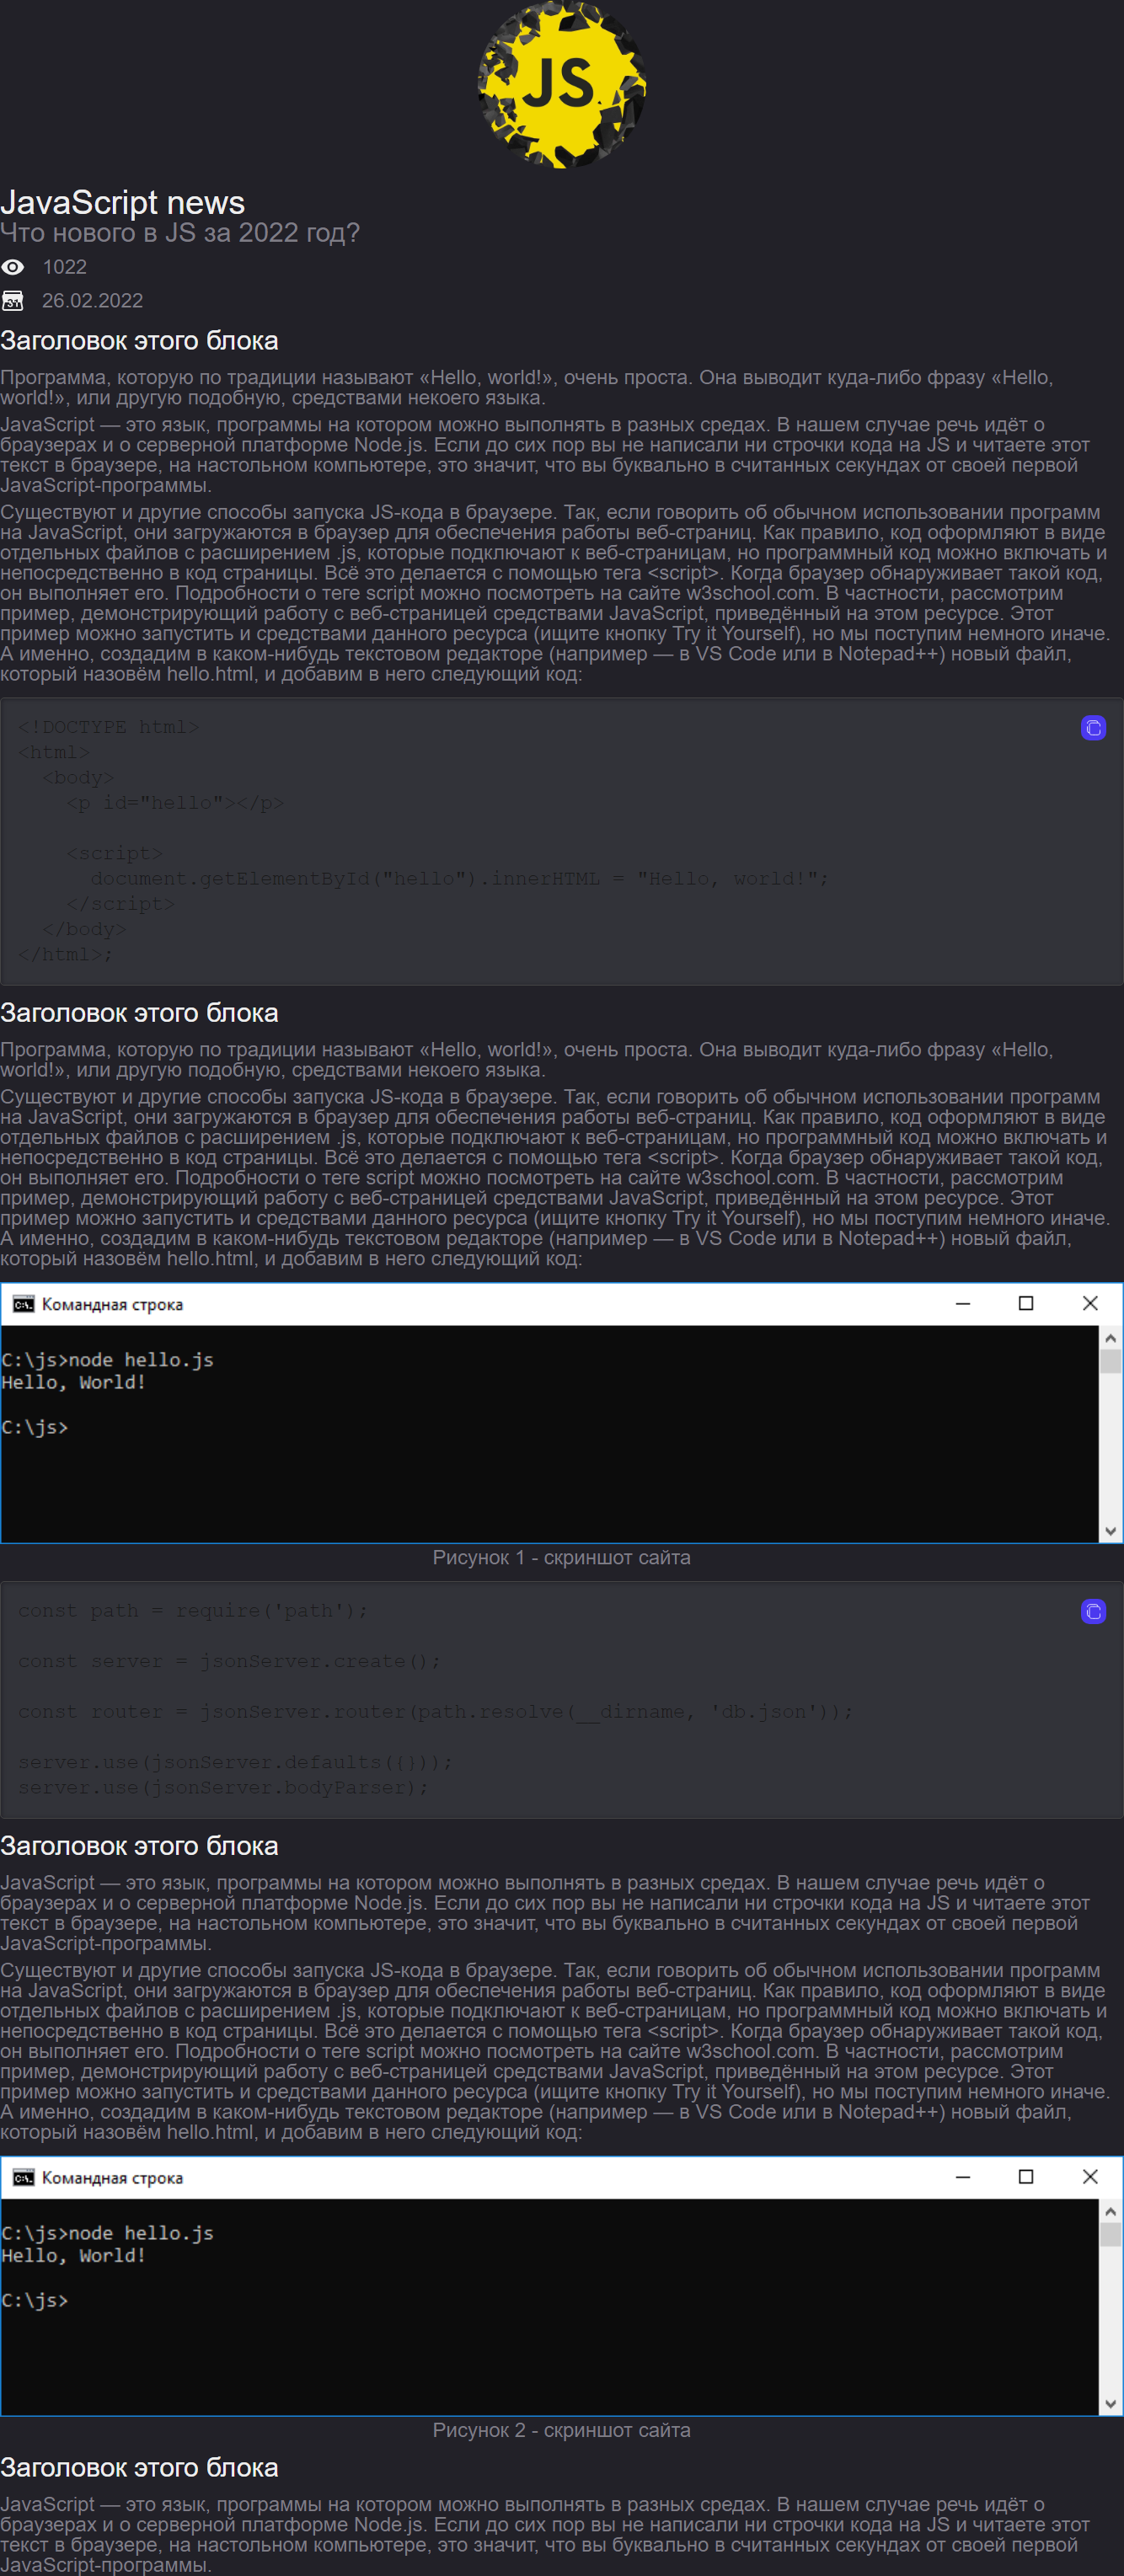 JS
JavaScript news
Что нового в JS за 2022 год?
1022
31
26.02.2022
Заголовок этого блока
Программа, которую по традиции называют «Hello, world!», очень проста. Она выводит куда-либо фразу «Hello,
world!», или другую подобную, средствами некоего языка.
JavaScript — это язык, программы на котором можно выполнять в разных средах. В нашем случае речь идёт о
браузерах и о серверной платформе Node.js. Если до сих пор вы не написали ни строчки кода на JS и читаете этот
текст в браузере, на настольном компьютере, это значит, что вы буквально в считанных секундах от своей первой
JavaScript-программы.
Существуют и другие способы запуска JS-кода в браузере. Так, если говорить об обычном использовании программ
на JavaScript, они загружаются в браузер для обеспечения работы веб-страниц. Как правило, код оформляют в виде
отдельных файлов с расширением .js, которые подключают к веб-страницам, но программный код можно включать и
непосредственно в код страницы. Всё это делается с помощью тега <script>. Когда браузер обнаруживает такой код,
он выполняет его. Подробности о теге script можно посмотреть на сайте w3school.com. В частности, рассмотрим
пример, демонстрирующий работу с веб-страницей средствами JavaScript, приведённый на этом ресурсе. Этот
пример можно запустить и средствами данного ресурса (ищите кнопку Try it Yourself), но мы поступим немного иначе.
А именно, создадим в каком-нибудь текстовом редакторе (например — в VS Code или в Notepad++) новый файл,
который назовём hello.html, и добавим в него следующий код:
<!DOCTYPE html>
<html>
<body>
<p id="hello"></p>
<script>
document.getElementById("hello").innerHTML = "Hello, world!";
</script>
</body>
</html>;
Заголовок этого блока
Программа, которую по традиции называют «Hello, world!», очень проста. Она выводит куда-либо фразу «Hello,
world!», или другую подобную, средствами некоего языка.
Существуют и другие способы запуска JS-кода в браузере. Так, если говорить об обычном использовании программ
на JavaScript, они загружаются в браузер для обеспечения работы веб-страниц. Как правило, код оформляют в виде
отдельных файлов с расширением .js, которые подключают к веб-страницам, но программный код можно включать и
непосредственно в код страницы. Всё это делается с помощью тега <script>. Когда браузер обнаруживает такой код,
он выполняет его. Подробности о теге script можно посмотреть на сайте w3school.com. В частности, рассмотрим
пример, демонстрирующий работу с веб-страницей средствами JavaScript, приведённый на этом ресурсе. Этот
пример можно запустить и средствами данного ресурса (ищите кнопку Try it Yourself), но мы поступим немного иначе.
А именно, создадим в каком-нибудь текстовом редакторе (например — в VS Code или в Notepad++) новый файл,
который назовём hello.html, и добавим в него следующий код:
Командная строка
C:\js>node hello.js
Hello, World!
C:\js>
Рисунок 1 - скриншот сайта
const path = require('path');
const server = jsonServer.create();
const router = jsonServer.router(path.resolve(__dirname, 'db.json'));
server.use(jsonServer.defaults({}));
server.use(jsonServer.bodyParser);
Заголовок этого блока
JavaScript — это язык, программы на котором можно выполнять в разных средах. В нашем случае речь идёт о
браузерах и о серверной платформе Node.js. Если до сих пор вы не написали ни строчки кода на JS и читаете этот
текст в браузере, на настольном компьютере, это значит, что вы буквально в считанных секундах от своей первой
JavaScript-программы.
Существуют и другие способы запуска JS-кода в браузере. Так, если говорить об обычном использовании программ
на JavaScript, они загружаются в браузер для обеспечения работы веб-страниц. Как правило, код оформляют в виде
отдельных файлов с расширением .js, которые подключают к веб-страницам, но программный код можно включать и
непосредственно в код страницы. Всё это делается с помощью тега <script>. Когда браузер обнаруживает такой код,
он выполняет его. Подробности о теге script можно посмотреть на сайте w3school.com. В частности, рассмотрим
пример, демонстрирующий работу с веб-страницей средствами JavaScript, приведённый на этом ресурсе. Этот
пример можно запустить и средствами данного ресурса (ищите кнопку Try it Yourself), но мы поступим немного иначе.
А именно, создадим в каком-нибудь текстовом редакторе (например — в VS Code или в Notepad++) новый файл,
который назовём hello.html, и добавим в него следующий код:
Командная строка
C:\js>node hello.js
Hello, World!
C:\js>
Рисунок 2 - скриншот сайта
Заголовок этого блока
JavaScript — это язык, программы на котором можно выполнять в разных средах. В нашем случае речь идёт о
браузерах и о серверной платформе Node.js. Если до сих пор вы не написали ни строчки кода на JS и читаете этот
текст в браузере, на настольном компьютере, это значит, что вы буквально в считанных секундах от своей первой
JavaScript-программы.